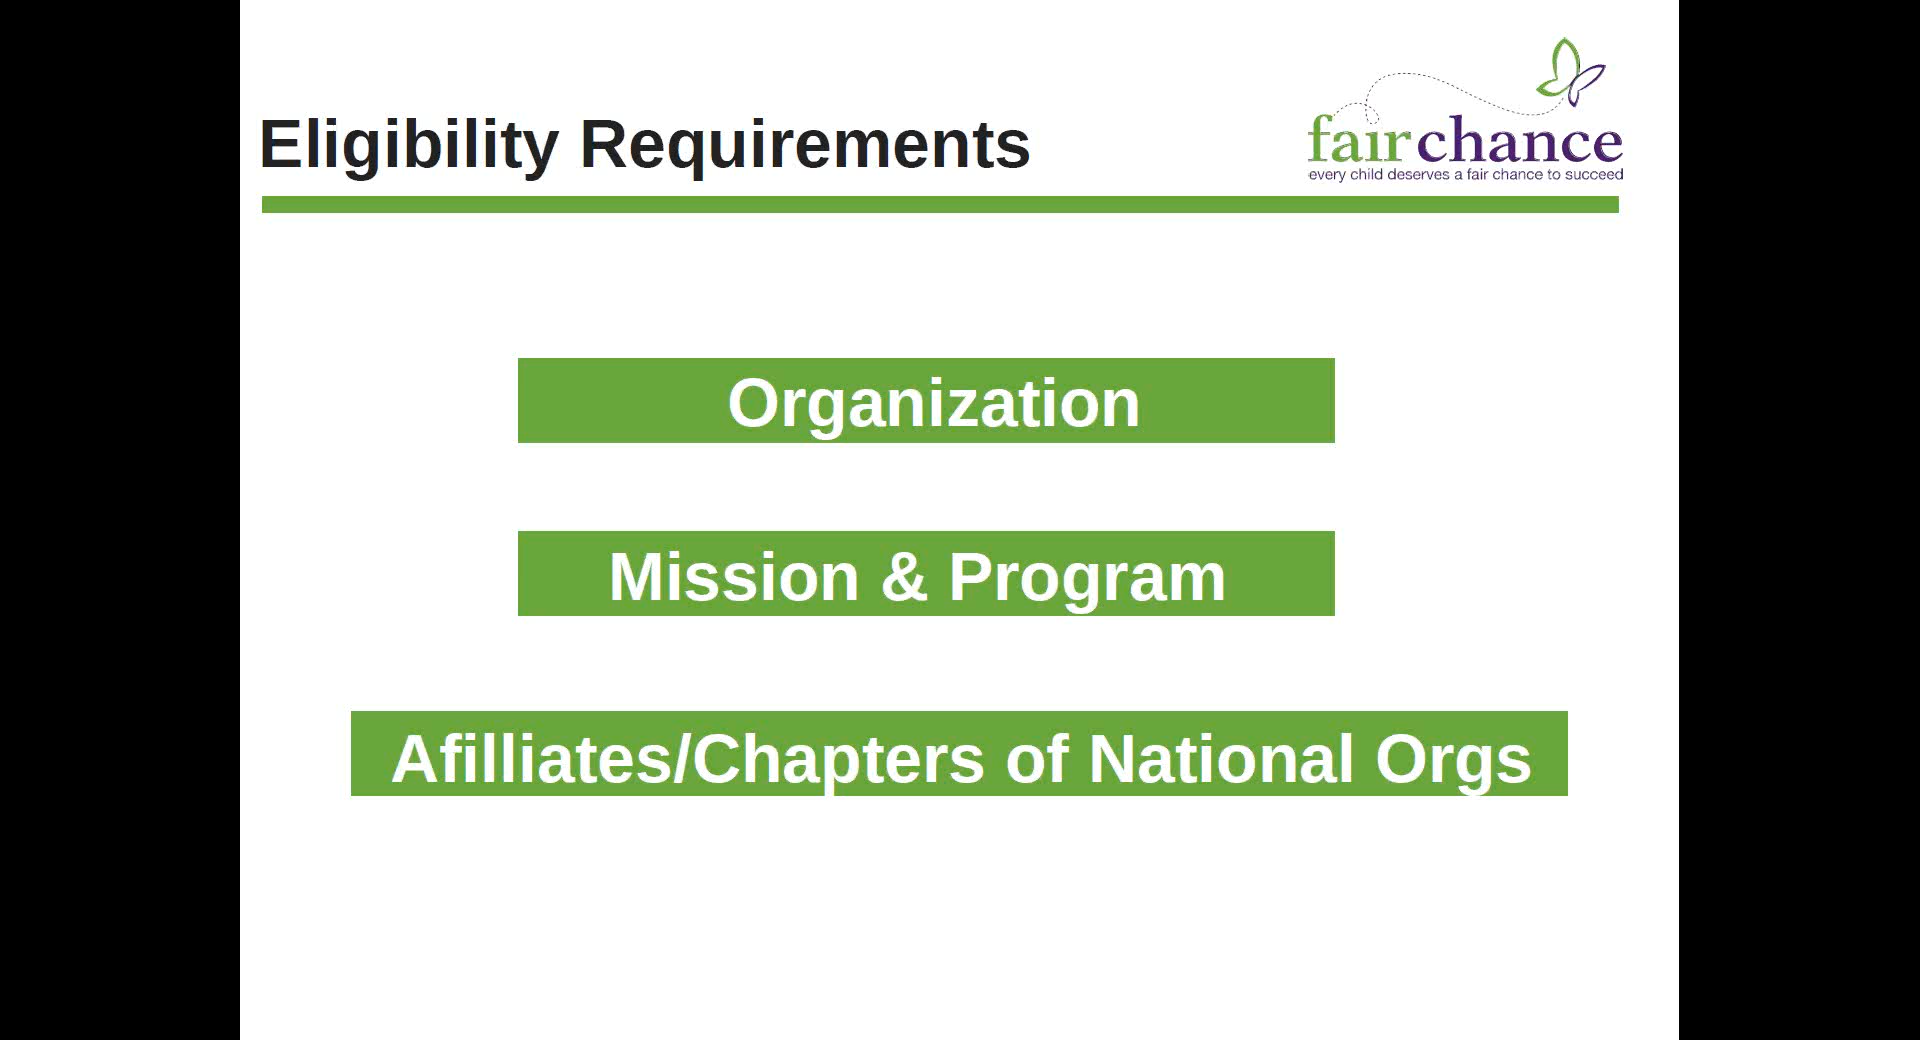 Eligibility Requirements
fairchance
every child deserves a fair chance to succeed
Organization
Mission & Program
Afilliates/Chapters of National Orgs